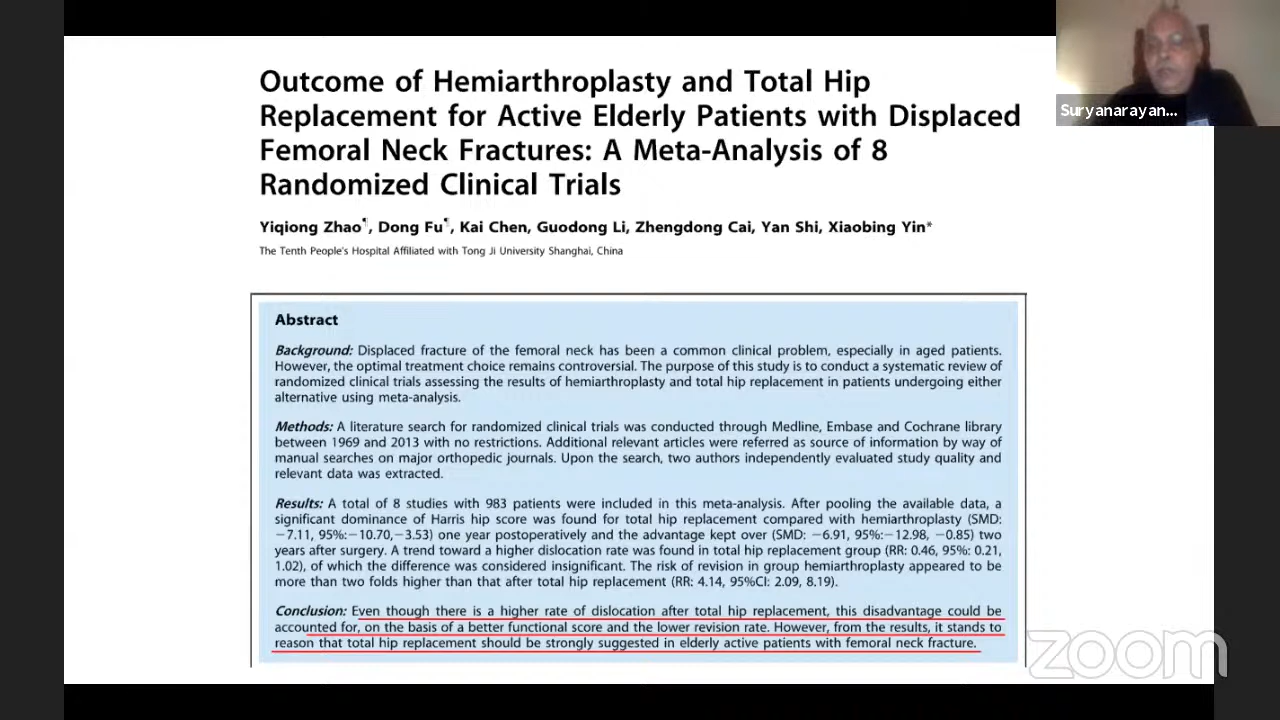 Outcome of Hemiarthroplasty and Total Hip
Replacement for Active Elderly Patients with Displaced
Femoral Neck Fractures: A Meta-Analysis of 8
Randomized Clinical Trials
Yiqiong Zhao¶, Dong Fu¶, Kai Chen, Guodong Li, Zhengdong Cai, Yan Shi, Xiaobing Yin*
The Tenth People's Hospital Affiliated with Tong Ji University Shanghai, China
Abstract
Background: Displaced fracture of the femoral neck has been a common clinical problem, especially in aged patients.
However, the optimal treatment choice remains controversial. The purpose of this study is to conduct a systematic review of
randomized clinical trials assessing the results of hemiarthroplasty and total hip replacement in patients undergoing either
alternative using meta-analysis.
Methods: A literature search for randomized clinical trials was conducted through Medline, Embase and Cochrane library
between 1969 and 2013 with no restrictions. Additional relevant articles were referred as source of information by way of
manual searches on major orthopedic journals. Upon the search, two authors independently evaluated study quality and
relevant data was extracted.
Results: A total of 8 studies with 983 patients were included in this meta-analysis. After pooling the available data, a
significant dominance of Harris hip score was found for total hip replacement compared with hemiarthroplasty (SMD:
−7.11, 95%:−10.70,−3.53) one year postoperatively and the advantage kept over (SMD: −6.91, 95%:−12.98, −0.85) two
years after surgery. A trend toward a higher dislocation rate was found in total hip replacement group (RR: 0.46, 95%: 0.21,
1.02), of which the difference was considered insignificant. The risk of revision in group hemiarthroplasty appeared to be
more than two folds higher than that after total hip replacement (RR: 4.14, 95%CI: 2.09, 8.19).
Conclusion: Even though there is a higher rate of dislocation after total hip replacement, this disadvantage could be
accounted for, on the basis of a better functional score and the lower revision rate. However, from the results, it stands to
reason that total hip replacement should be strongly suggested in elderly active patients with femoral neck fracture.
Suryanarayan...
zoom